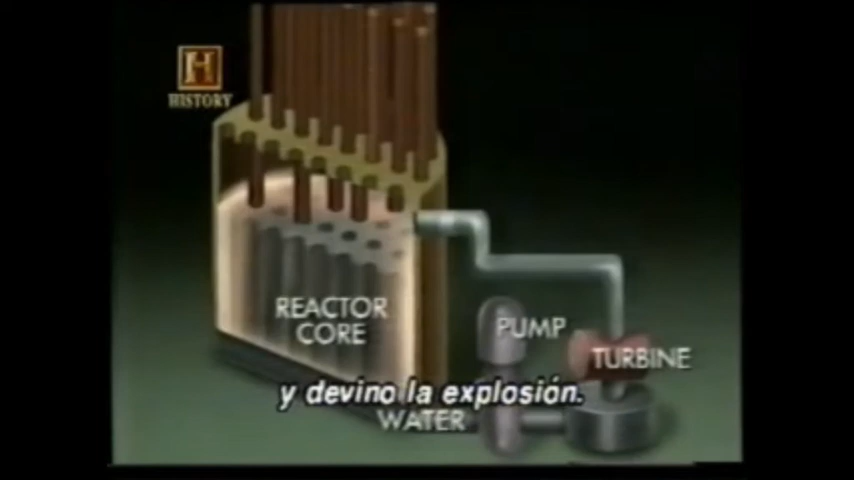 H
HISTORY
REACTOR
CORE
PUMP
TURBINE
y devino la explosión.
WATER